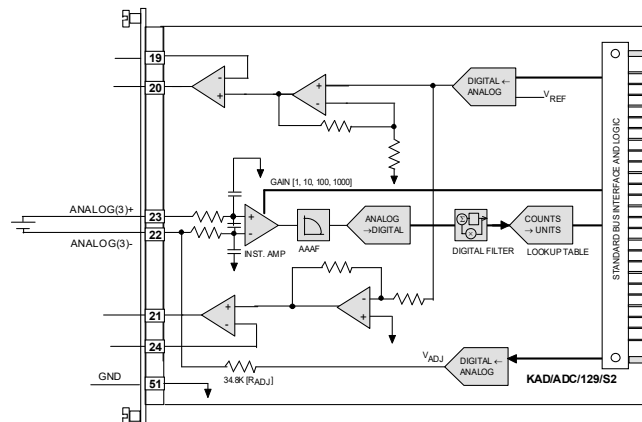 19
20
+
-
-
+
DIGITAL ←
ANALOG
VREF
GAIN [1, 10, 100, 1000]
ANALOG(3)+
23
ANALOG(3)-
22
+
-
INST. AMP
AAAF
ANALOG
→DIGITAL
Σ
×
DIGITAL FILTER
COUNTS
→ UNITS
LOOKUP TABLE
STANDARD BUS INTERFACE AND LOGIC
21
+
-
-
+
24
GND
51
34.8K [RADJ]
VADJ
DIGITAL ←
ANALOG
KAD/ADC/129/S2